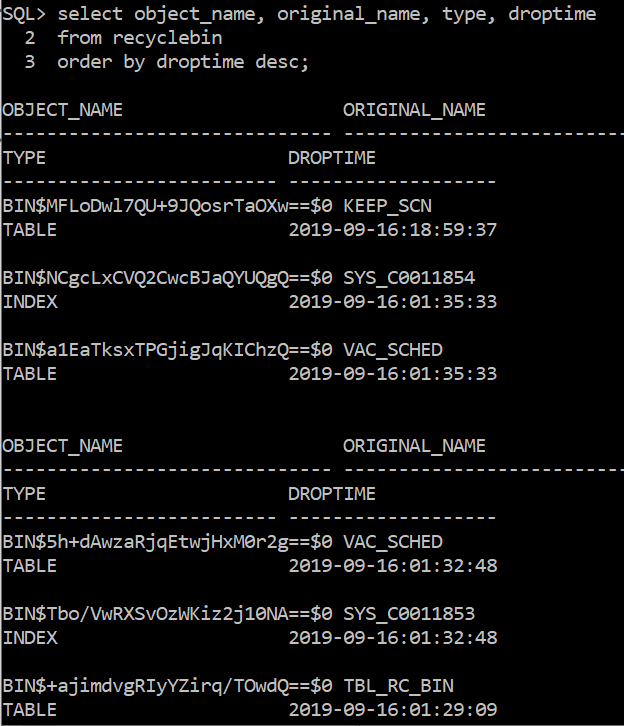 SQL> select object_name, original_name, type, droptime
  2  from recyclebin
  3  order by droptime desc;

OBJECT_NAME                    ORIGINAL_NAME
------------------------------ --------------------------
TYPE                      DROPTIME
------------------------- -------------------
BIN$MFLoDwl7QU+9JQosrTaOXw==$0 KEEP_SCN
TABLE                     2019-09-16:18:59:37

BIN$NCgcLxCVQ2CwcBJaQYUQgQ==$0 SYS_C0011854
INDEX                     2019-09-16:01:35:33

BIN$a1EaTksxTPGjigJqKIChzQ==$0 VAC_SCHED
TABLE                     2019-09-16:01:35:33


OBJECT_NAME                    ORIGINAL_NAME
------------------------------ --------------------------
TYPE                      DROPTIME
------------------------- -------------------
BIN$5h+dAwzaRjqEtwjHxM0r2g==$0 VAC_SCHED
TABLE                     2019-09-16:01:32:48

BIN$Tbo/VwRXSvOzWKiz2j10NA==$0 SYS_C0011853
INDEX                     2019-09-16:01:32:48

BIN$+ajimdvgRIyYZirq/TOwdQ==$0 TBL_RC_BIN
TABLE                     2019-09-16:01:29:09